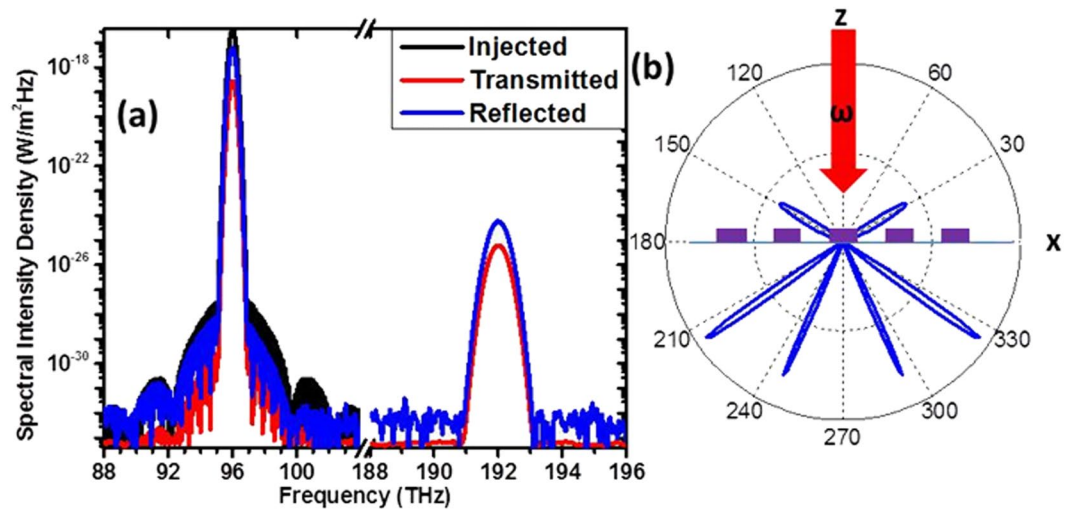 (a)
Injected
Transmitted
Reflected
Spectral Intensity Density (W/m²Hz)
10⁻¹⁸
10⁻²²
10⁻²⁶
10⁻³⁰
88 92 96 100 188 190 192 194 196
Frequency (THz)
(b)
z
ω
x
120 60
150 30
180
210 330
240 300
270